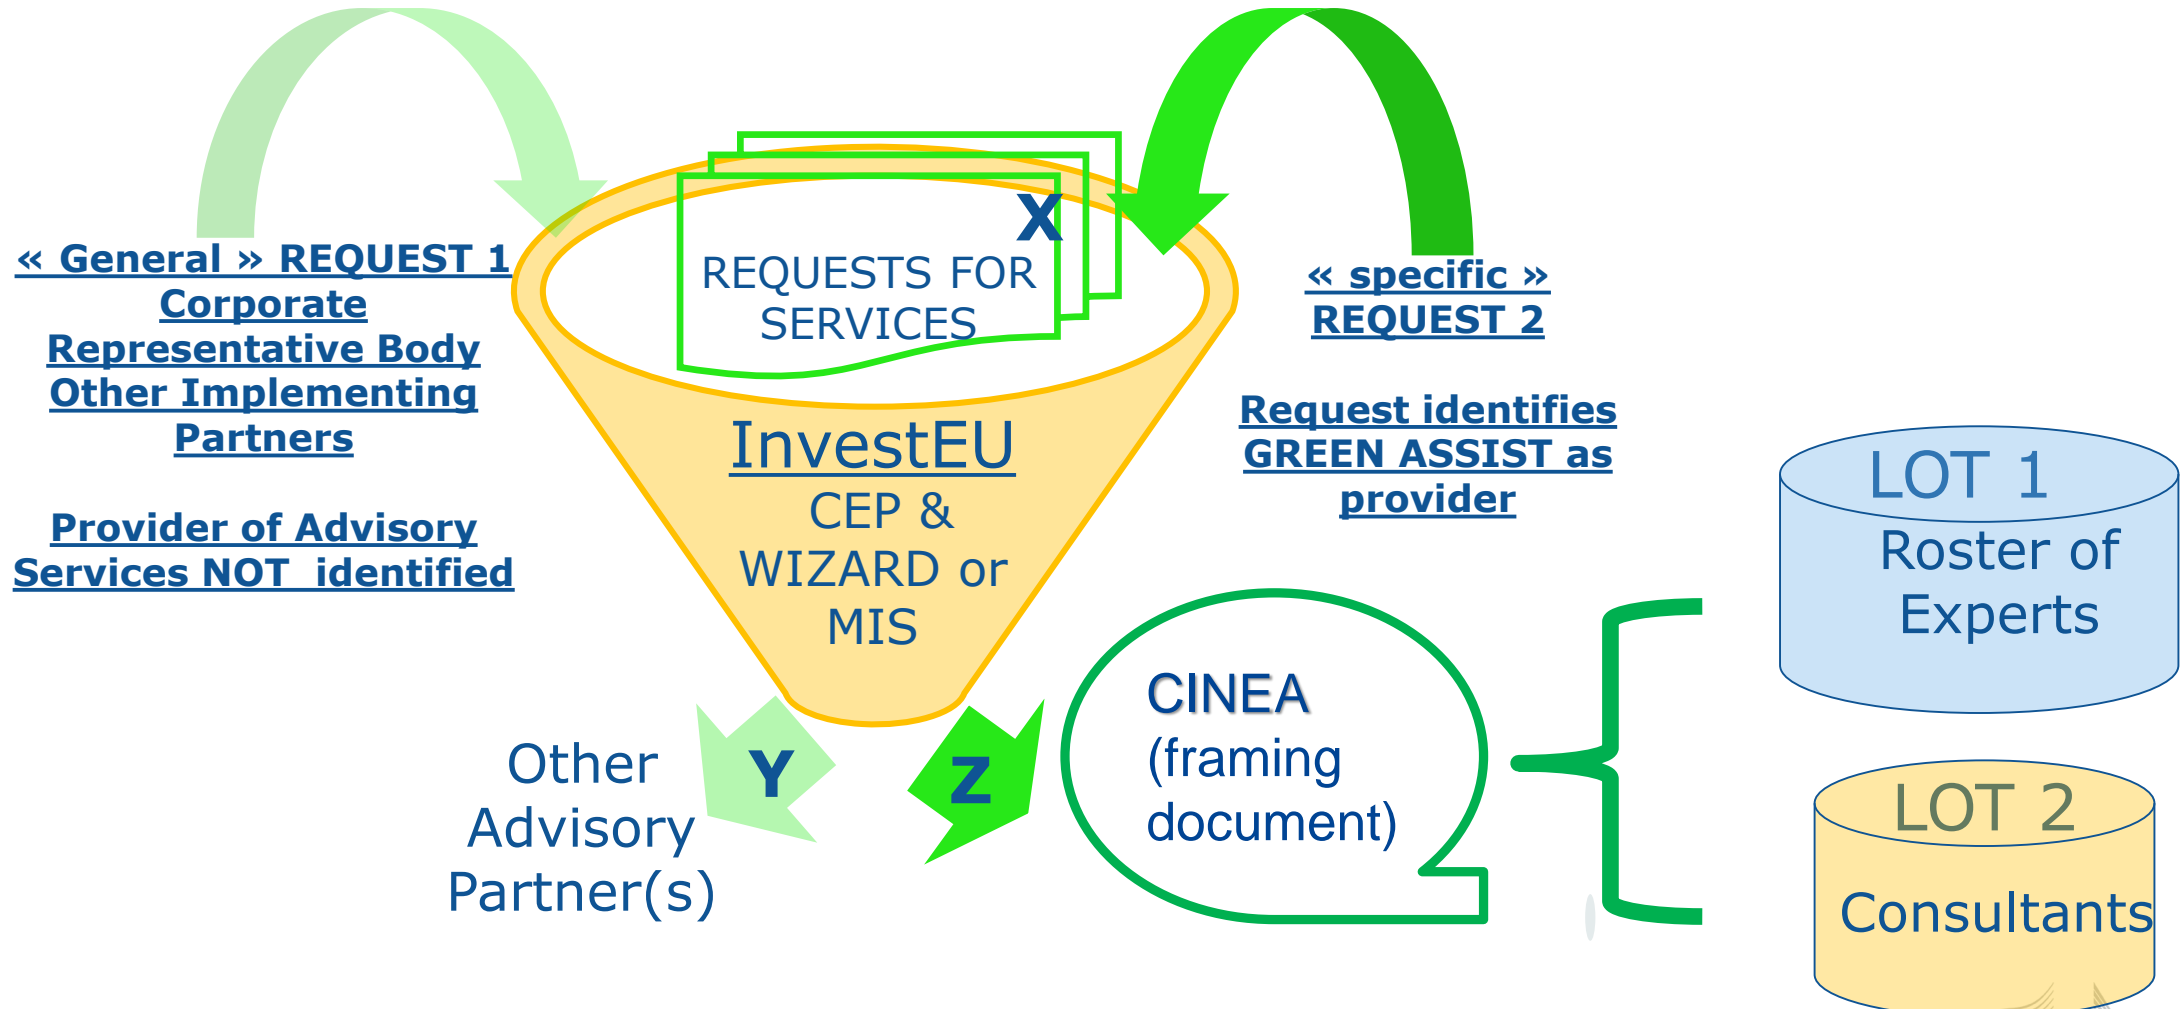 « General » REQUEST 1
Corporate
Representative Body
Other Implementing
Partners
Provider of Advisory
Services NOT  identified
X
REQUESTS FOR
SERVICES
InvestEU
CEP &
WIZARD or
MIS
« specific »
REQUEST 2
Request identifies
GREEN ASSIST as
provider
Y
Z
Other
Advisory
Partner(s)
CINEA
(framing
document)
LOT 1
Roster of
Experts
LOT 2
Consultants